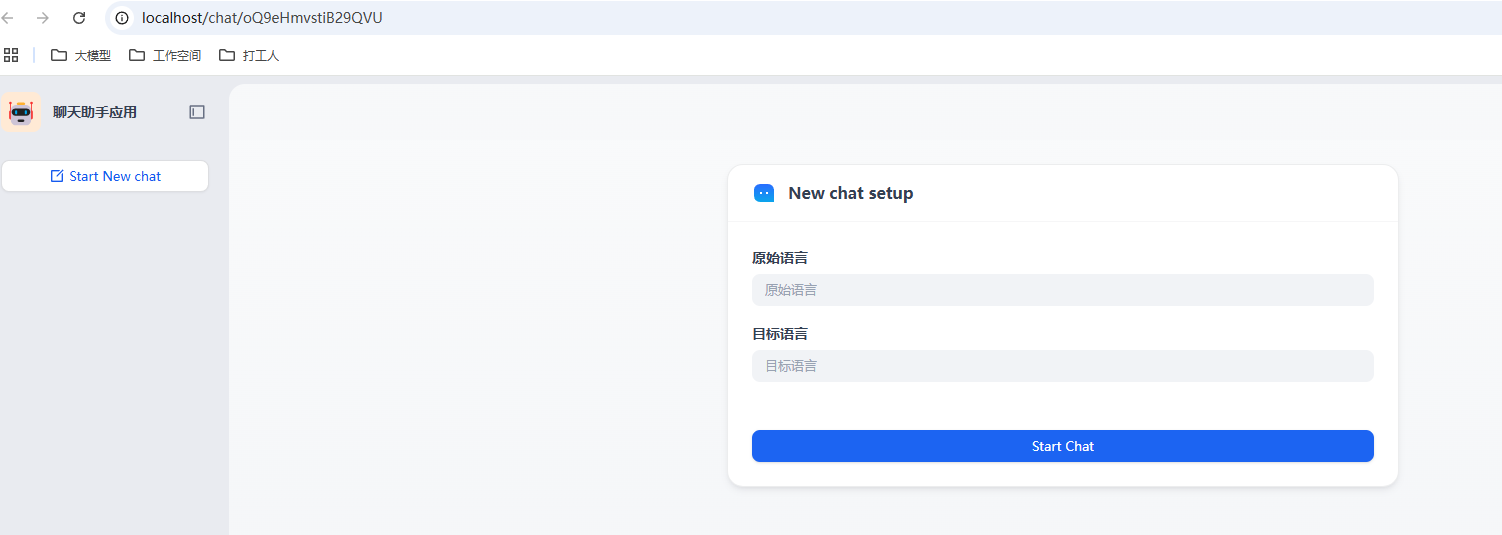 localhost/chat/oQ9eHmvstiB29QVU
大模型 工作空间 打工人
聊天助手应用
Start New chat
New chat setup
原始语言
原始语言
目标语言
目标语言
Start Chat